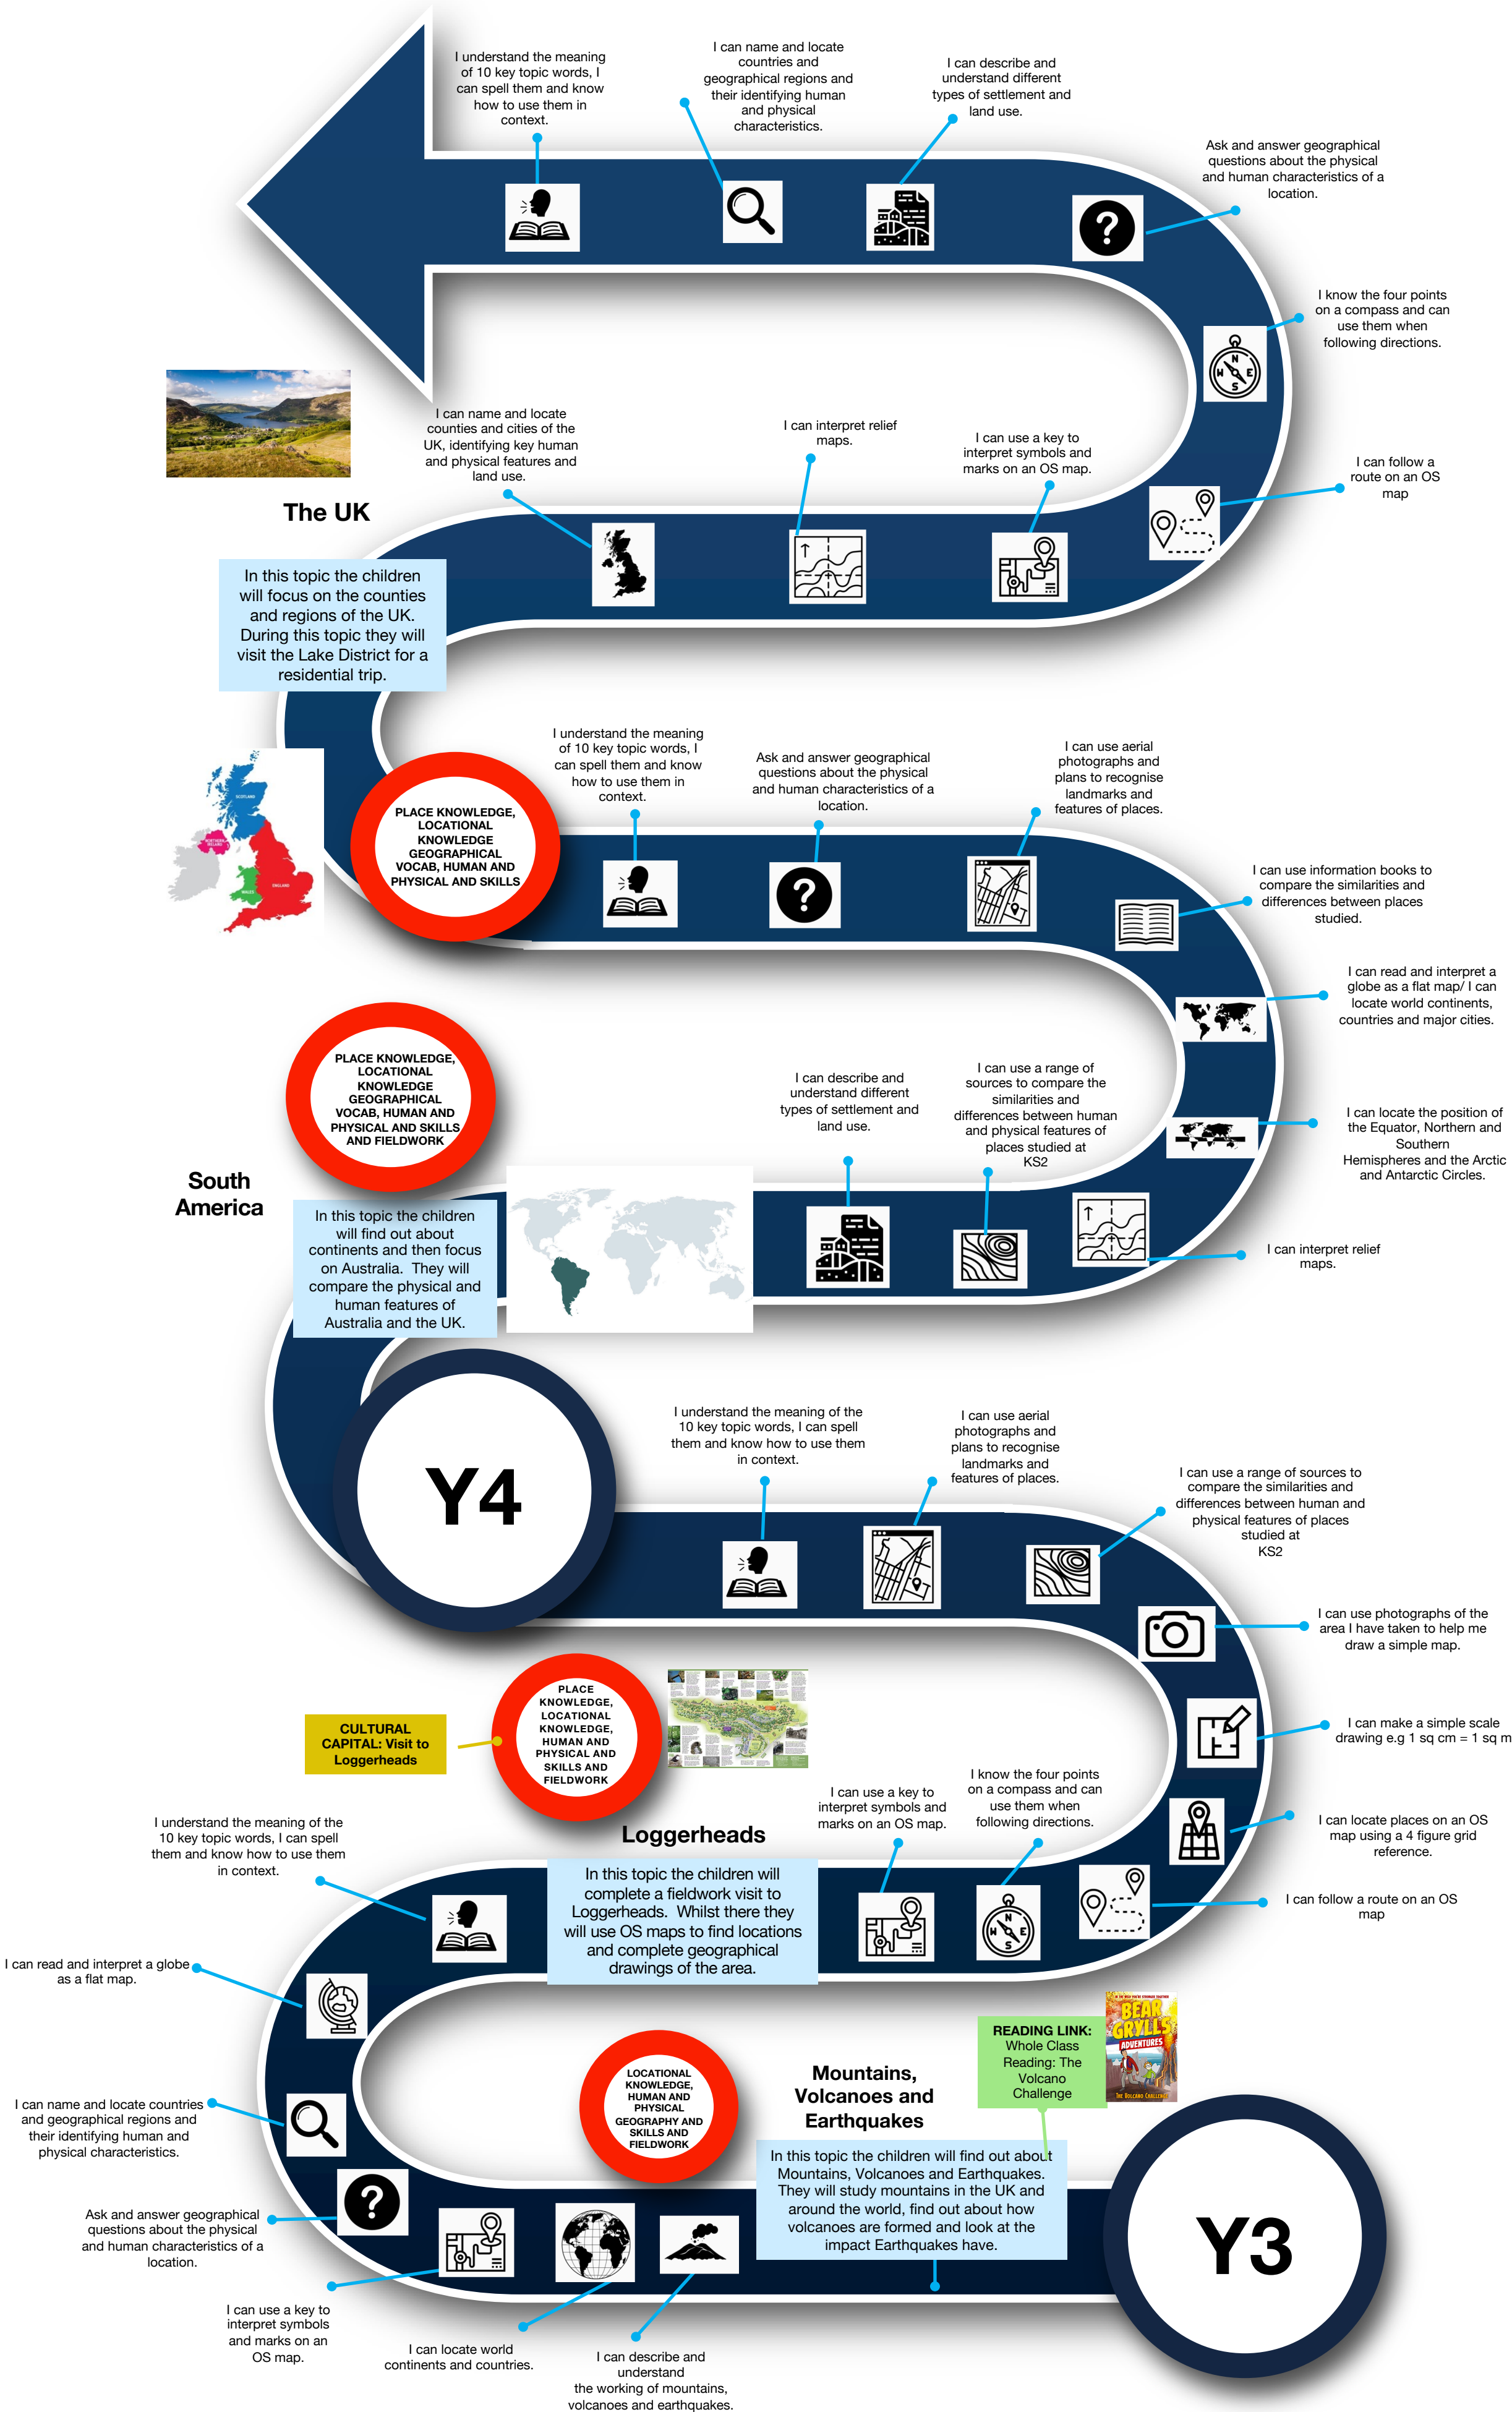 I understand the meaning
of 10 key topic words, I
can spell them and know
how to use them in
context.
I can name and locate
countries and
geographical regions and
their identifying human
and physical
characteristics.
I can describe and
understand different
types of settlement and
land use.
Ask and answer geographical
questions about the physical
and human characteristics of a
location.
I know the four points
on a compass and can
use them when
following directions.
N
W E
S
I can name and locate
counties and cities of the
UK, identifying key human
and physical features and
land use.
I can interpret relief
maps.
I can use a key to
interpret symbols and
marks on an OS map.
I can follow a
route on an OS
map
The UK
In this topic the children
will focus on the counties
and regions of the UK.
During this topic they will
visit the Lake District for a
residential trip.
SCOTLAND
NORTHERN
IRELAND
WALES
ENGLAND
PLACE KNOWLEDGE,
LOCATIONAL
KNOWLEDGE
GEOGRAPHICAL
VOCAB, HUMAN AND
PHYSICAL AND SKILLS
I understand the meaning
of 10 key topic words, I
can spell them and know
how to use them in
context.
Ask and answer geographical
questions about the physical
and human characteristics of a
location.
I can use aerial
photographs and
plans to recognise
landmarks and
features of places.
I can use information books to
compare the similarities and
differences between places
studied.
I can read and interpret a
globe as a flat map/ I can
locate world continents,
countries and major cities.
I can locate the position of
the Equator, Northern and
Southern
Hemispheres and the Arctic
and Antarctic Circles.
I can interpret relief
maps.
I can use a range of
sources to compare the
similarities and
differences between human
and physical features of
places studied at
KS2
I can describe and
understand different
types of settlement and
land use.
PLACE KNOWLEDGE,
LOCATIONAL
KNOWLEDGE
GEOGRAPHICAL
VOCAB, HUMAN AND
PHYSICAL AND SKILLS
AND FIELDWORK
South
America
In this topic the children
will find out about
continents and then focus
on Australia. They will
compare the physical and
human features of
Australia and the UK.
Y4
I understand the meaning of the
10 key topic words, I can spell
them and know how to use them
in context.
I can use aerial
photographs and
plans to recognise
landmarks and
features of places.
I can use a range of sources to
compare the similarities and
differences between human and
physical features of places
studied at
KS2
I can use photographs of the
area I have taken to help me
draw a simple map.
I can make a simple scale
drawing e.g 1 sq cm = 1 sq m
I can locate places on an OS
map using a 4 figure grid
reference.
I can follow a route on an OS
map
I know the four points
on a compass and can
use them when
following directions.
N
W E
S
I can use a key to
interpret symbols and
marks on an OS map.
PLACE
KNOWLEDGE,
LOCATIONAL
KNOWLEDGE,
HUMAN AND
PHYSICAL AND
SKILLS AND
FIELDWORK
CULTURAL
CAPITAL: Visit to
Loggerheads
Loggerheads
In this topic the children will
complete a fieldwork visit to
Loggerheads. Whilst there they
will use OS maps to find locations
and complete geographical
drawings of the area.
I understand the meaning of the
10 key topic words, I can spell
them and know how to use them
in context.
I can read and interpret a globe
as a flat map.
I can name and locate countries
and geographical regions and
their identifying human and
physical characteristics.
Ask and answer geographical
questions about the physical
and human characteristics of a
location.
I can use a key to
interpret symbols
and marks on an
OS map.
I can locate world
continents and countries.
I can describe and
understand
the working of mountains,
volcanoes and earthquakes.
LOCATIONAL
KNOWLEDGE,
HUMAN AND
PHYSICAL
GEOGRAPHY AND
SKILLS AND
FIELDWORK
Mountains,
Volcanoes and
Earthquakes
In this topic the children will find out about
Mountains, Volcanoes and Earthquakes.
They will study mountains in the UK and
around the world, find out about how
volcanoes are formed and look at the
impact Earthquakes have.
READING LINK:
Whole Class
Reading: The
Volcano
Challenge
BEAR
GRYLLS
ADVENTURES
THE VOLCANO CHALLENGE
Y3